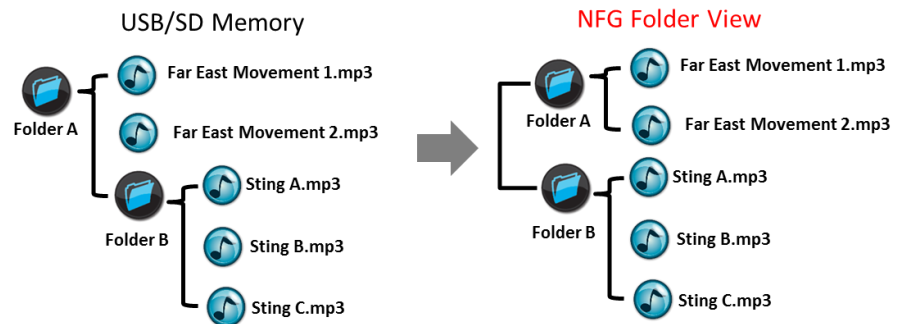 USB/SD Memory
Far East Movement 1.mp3
Folder A
Far East Movement 2.mp3
Sting A.mp3
Folder B
Sting B.mp3
Sting C.mp3
NFG Folder View
Far East Movement 1.mp3
Folder A
Far East Movement 2.mp3
Sting A.mp3
Folder B
Sting B.mp3
Sting C.mp3